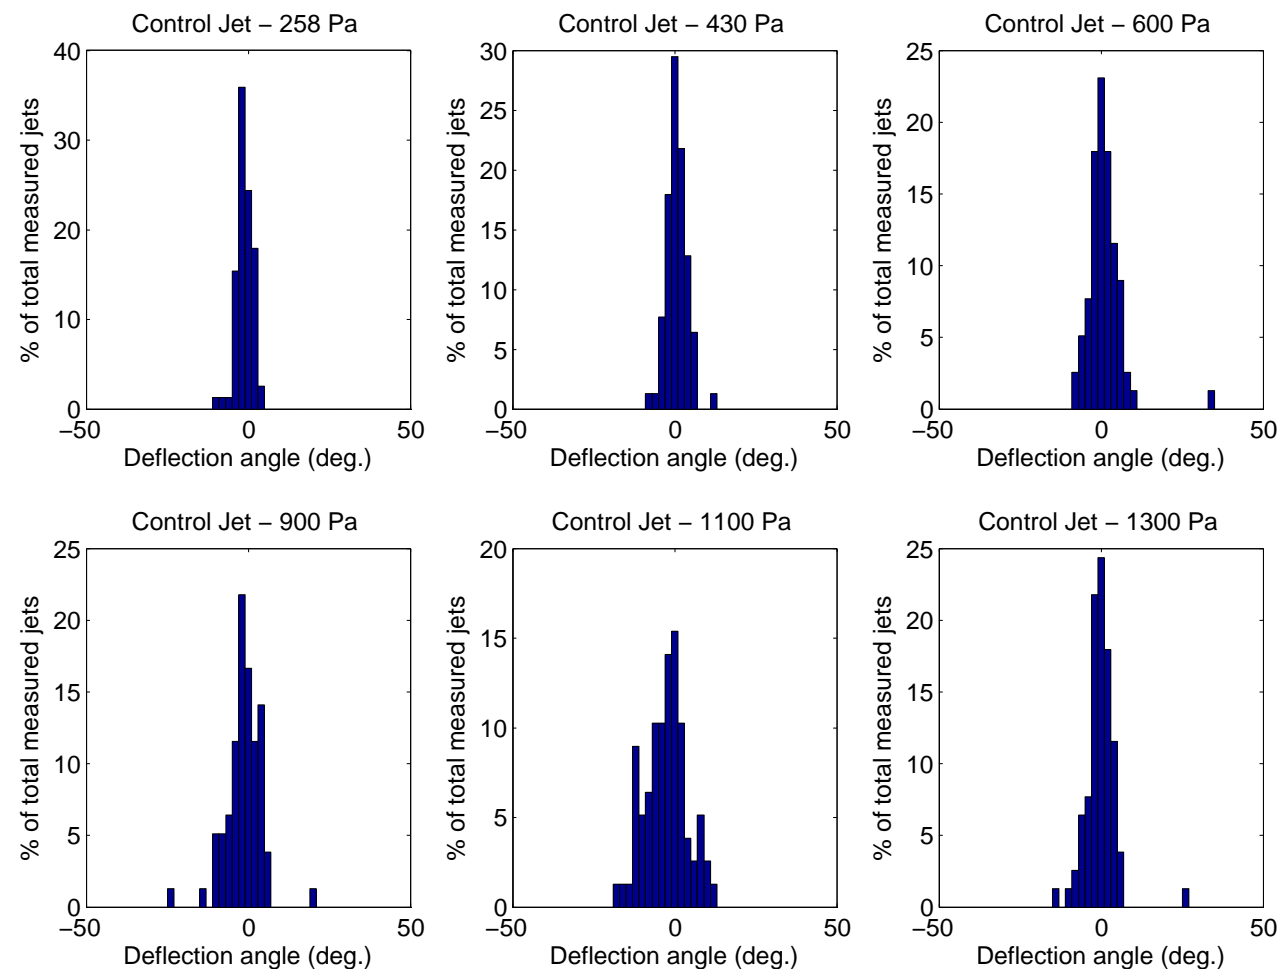 Control Jet − 258 Pa
40
30
20
10
0
−50
0
50
% of total measured jets
Deflection angle (deg.)
Control Jet − 430 Pa
30
25
20
15
10
5
0
−50
0
50
% of total measured jets
Deflection angle (deg.)
Control Jet − 600 Pa
25
20
15
10
5
0
−50
0
50
% of total measured jets
Deflection angle (deg.)
Control Jet − 900 Pa
25
20
15
10
5
0
−50
0
50
% of total measured jets
Deflection angle (deg.)
Control Jet − 1100 Pa
20
15
10
5
0
−50
0
50
% of total measured jets
Deflection angle (deg.)
Control Jet − 1300 Pa
25
20
15
10
5
0
−50
0
50
% of total measured jets
Deflection angle (deg.)